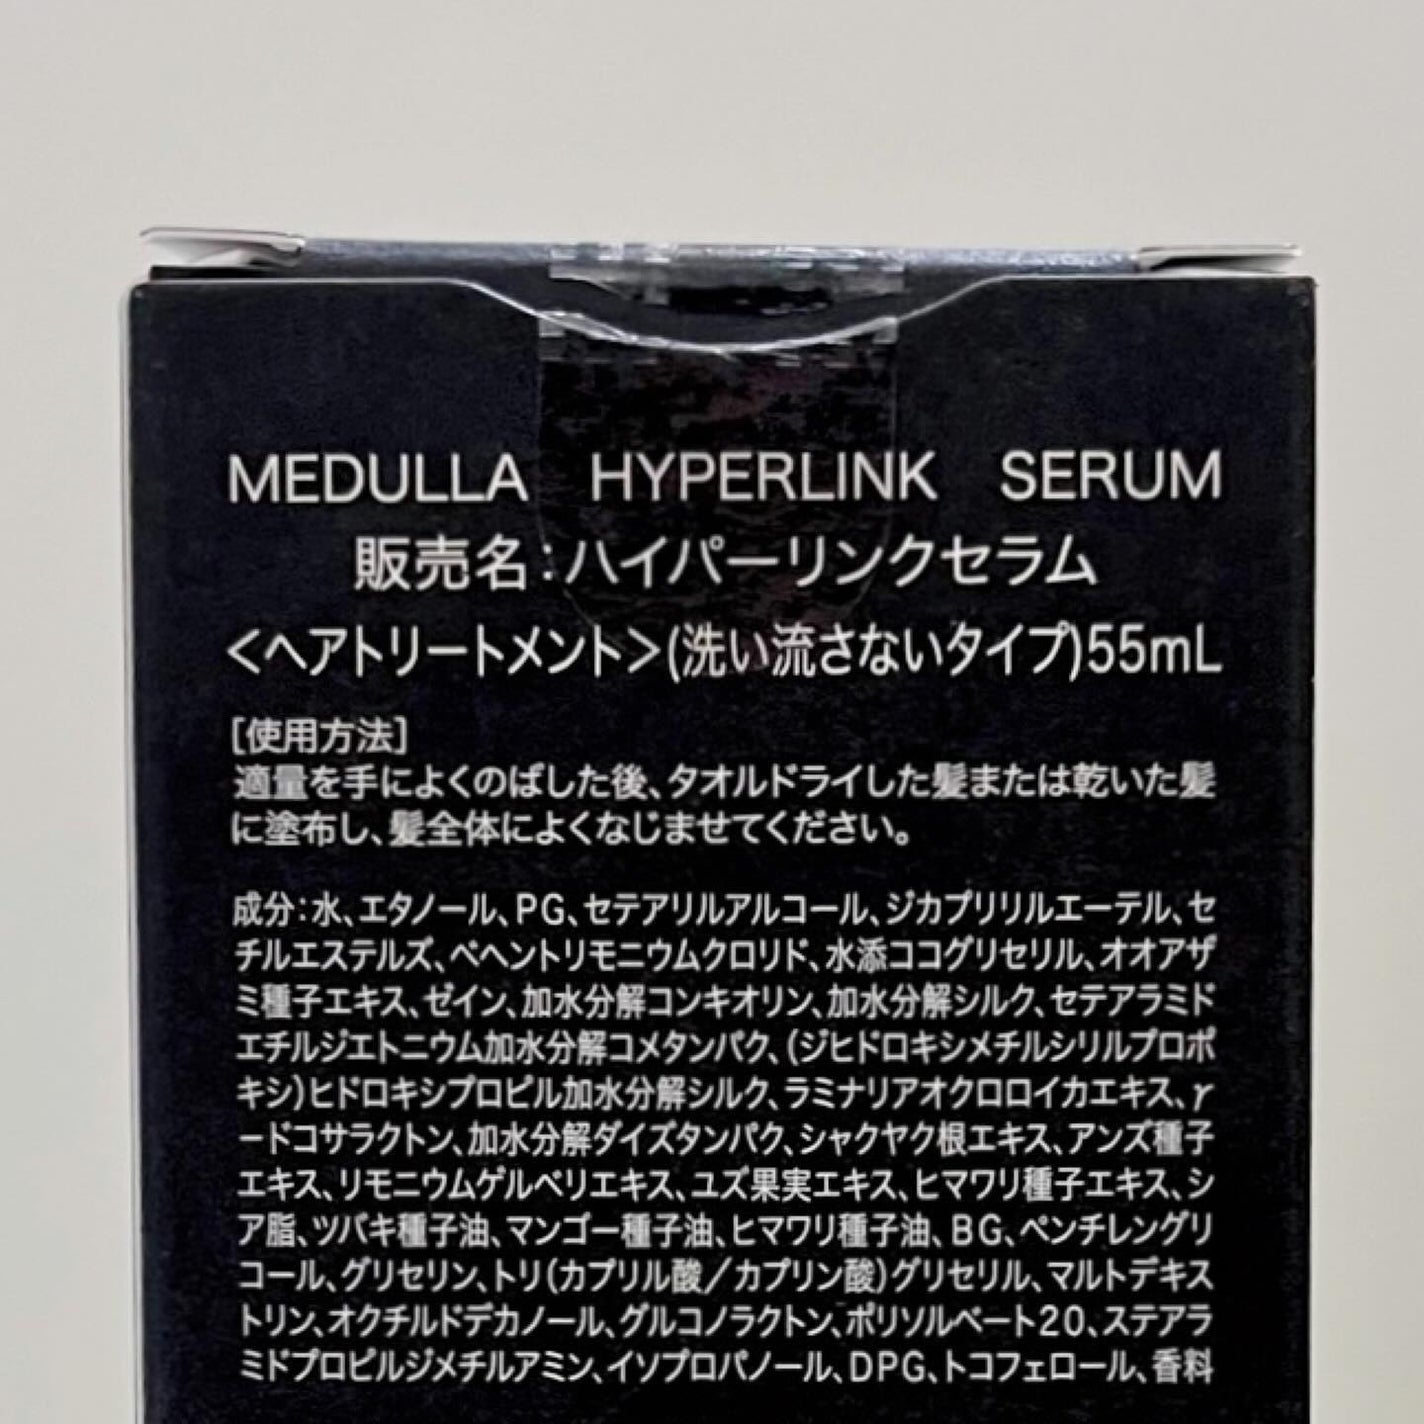 MEDULLA HYPERLINK SERUM
販売名:ハイパーリンクセラム
<ヘアトリートメント>(洗い流さないタイプ)55mL
[使用方法]
適量を手によくのばした後、タオルドライした髪または乾いた髪
に塗布し、髪全体によくなじませてください。
成分:水、エタノール、PG、セテアリルアルコール、ジカプリリルエーテル、セ
チルエステルズ、ベヘントリモニウムクロリド、水添ココグリセリル、オオアザ
ミ種子エキス、ゼイン、加水分解コンキオリン、加水分解シルク、セテアラミド
エチルジエトニウム加水分解コメタンパク、(ジヒドロキシメチルシリルプロポ
キシ)ヒドロキシプロピル加水分解シルク、ラミナリアオクロロイカエキス、γ
ードコサラクトン、加水分解ダイズタンパク、シャクヤク根エキス、アンズ種子
エキス、リモニウムゲルベリエキス、ユズ果実エキス、ヒマワリ種子エキス、シ
ア脂、ツバキ種子油、マンゴー種子油、ヒマワリ種子油、BG、ペンチレングリ
コール、グリセリン、トリ(カプリル酸/カプリン酸)グリセリル、マルトデキス
トリン、オクチルドデカノール、グルコノラクトン、ポリソルベート20、ステアラ
ミドプロピルジメチルアミン、イソプロパノール、DPG、トコフェロール、香料